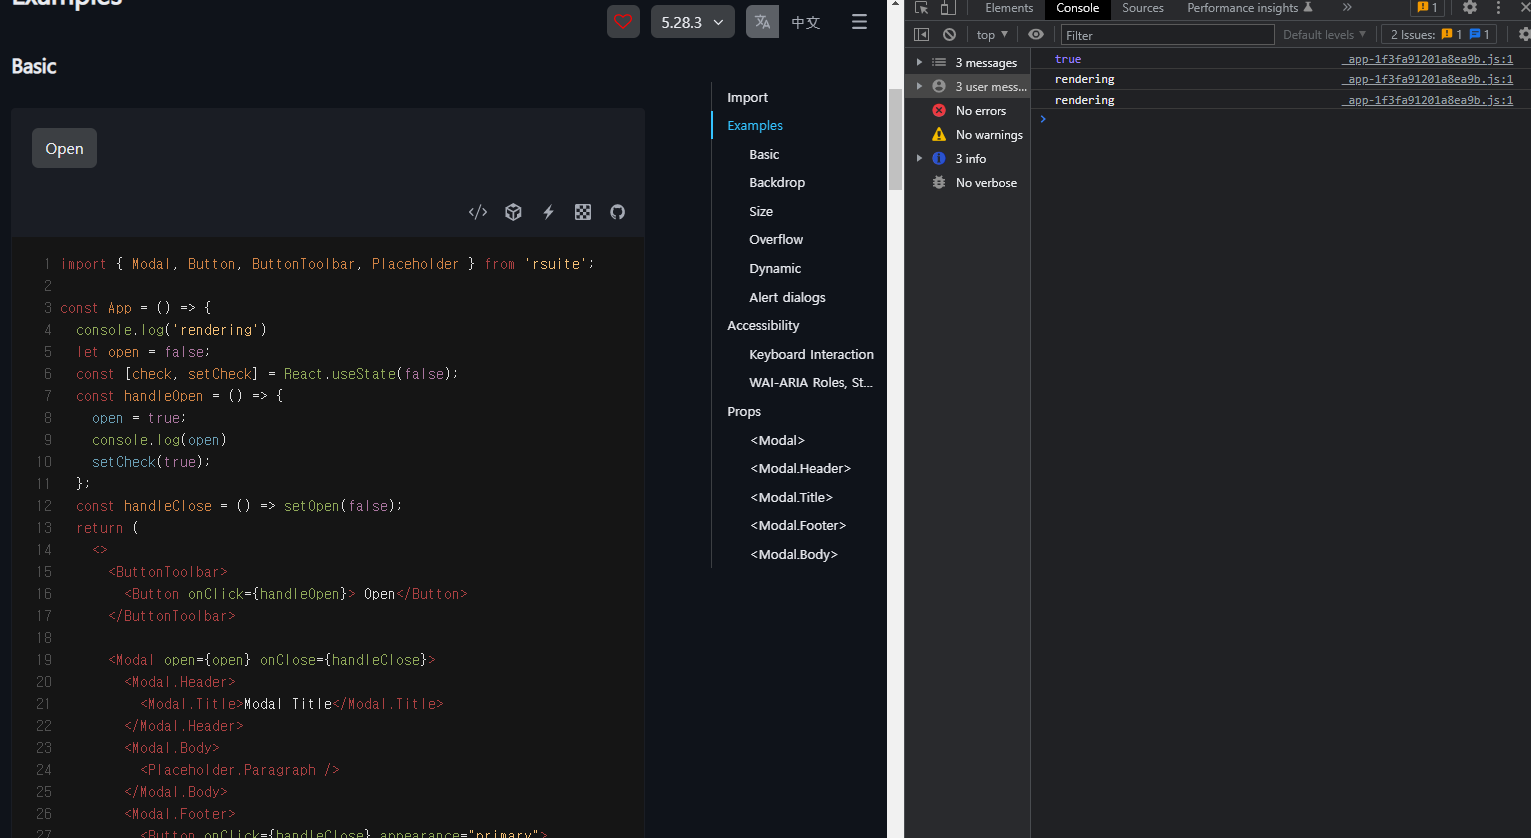 Examples
5.28.3
中文
Basic
Open
1 import { Modal, Button, ButtonToolbar, Placeholder } from 'rsuite';
2
3 const App = () => {
4 console.log('rendering')
5 let open = false;
6 const [check, setCheck] = React.useState(false);
7 const handleOpen = () => {
8 open = true;
9 console.log(open)
10 setCheck(true);
11 };
12 const handleClose = () => setOpen(false);
13 return (
14 <>
15 <ButtonToolbar>
16 <Button onClick={handleOpen}> Open</Button>
17 </ButtonToolbar>
18
19 <Modal open={open} onClose={handleClose}>
20 <Modal.Header>
21 <Modal.Title>Modal Title</Modal.Title>
22 </Modal.Header>
23 <Modal.Body>
24 <Placeholder.Paragraph />
25 </Modal.Body>
26 <Modal.Footer>
27 <Button onClick={handleClose} appearance="primary">
Import
Examples
Basic
Backdrop
Size
Overflow
Dynamic
Alert dialogs
Accessibility
Keyboard Interaction
WAI-ARIA Roles, St...
Props
<Modal>
<Modal.Header>
<Modal.Title>
<Modal.Footer>
<Modal.Body>
Elements Console Sources Performance insights » 1
top Filter Default levels 2 Issues: 1 1
3 messages
3 user mess...
No errors
No warnings
3 info
No verbose
true _app-1f3fa91201a8ea9b.js:1
rendering _app-1f3fa91201a8ea9b.js:1
rendering _app-1f3fa91201a8ea9b.js:1
>